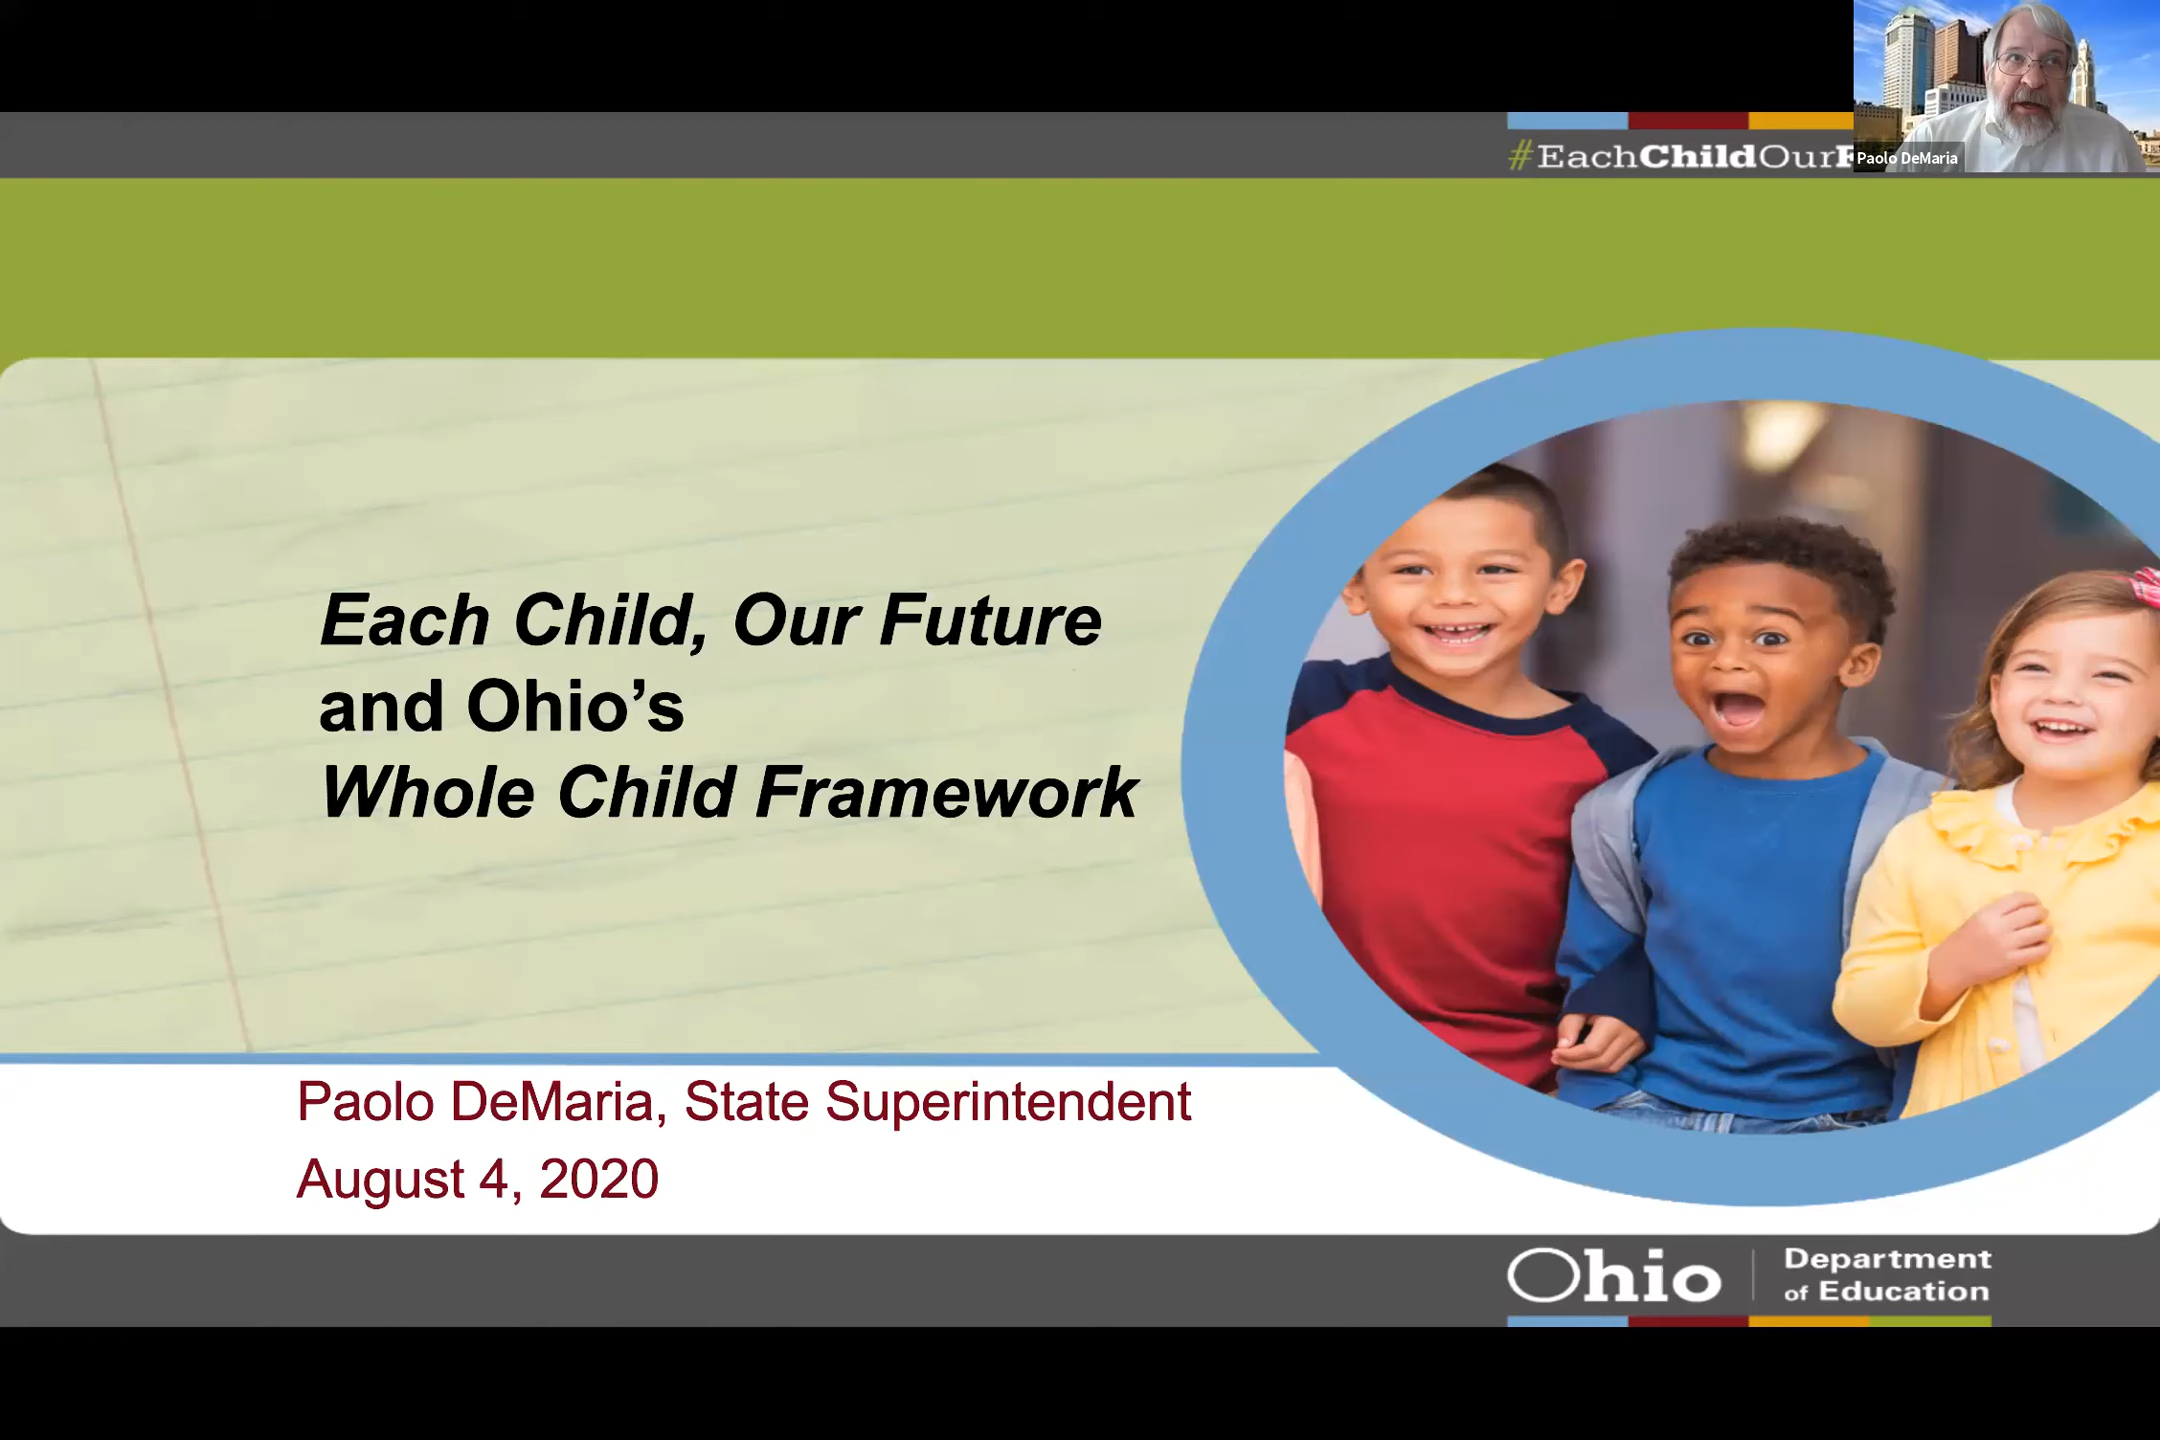 #EachChildOur
Paolo DeMaria
Each Child, Our Future
and Ohio’s
Whole Child Framework
Paolo DeMaria, State Superintendent
August 4, 2020
Ohio
Department
of Education